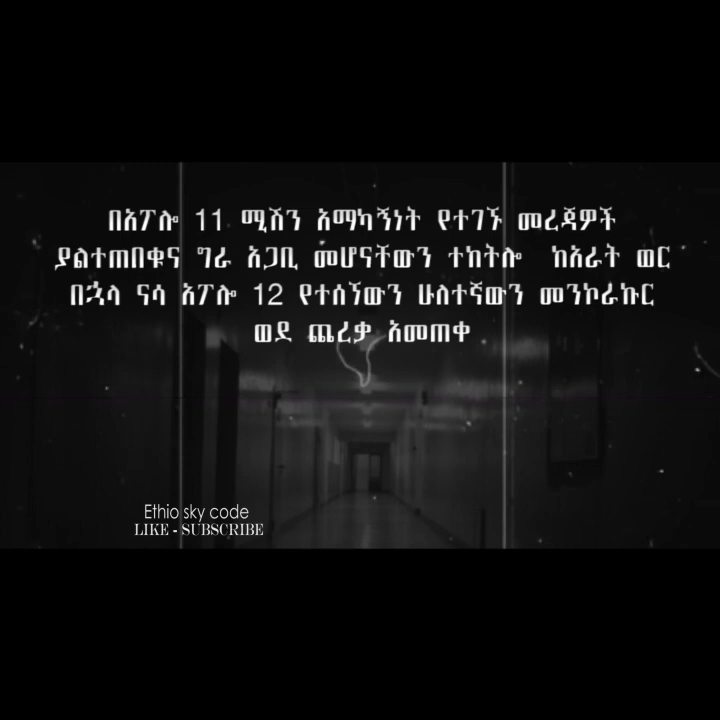 በአፖሎ 11 ሚሽን አማካኝነት የተገኙ መረጃዎች
ያልተጠበቁና ግራ አጋቢ መሆናቸውን ተከትሎ ከአራት ወር
በኋላ ናሳ አፖሎ 12 የተሰኘውን ሁለተኛውን መንኮራኩር
ወደ ጨረቃ አመጠቀ
Ethio sky code
LIKE - SUBSCRIBE